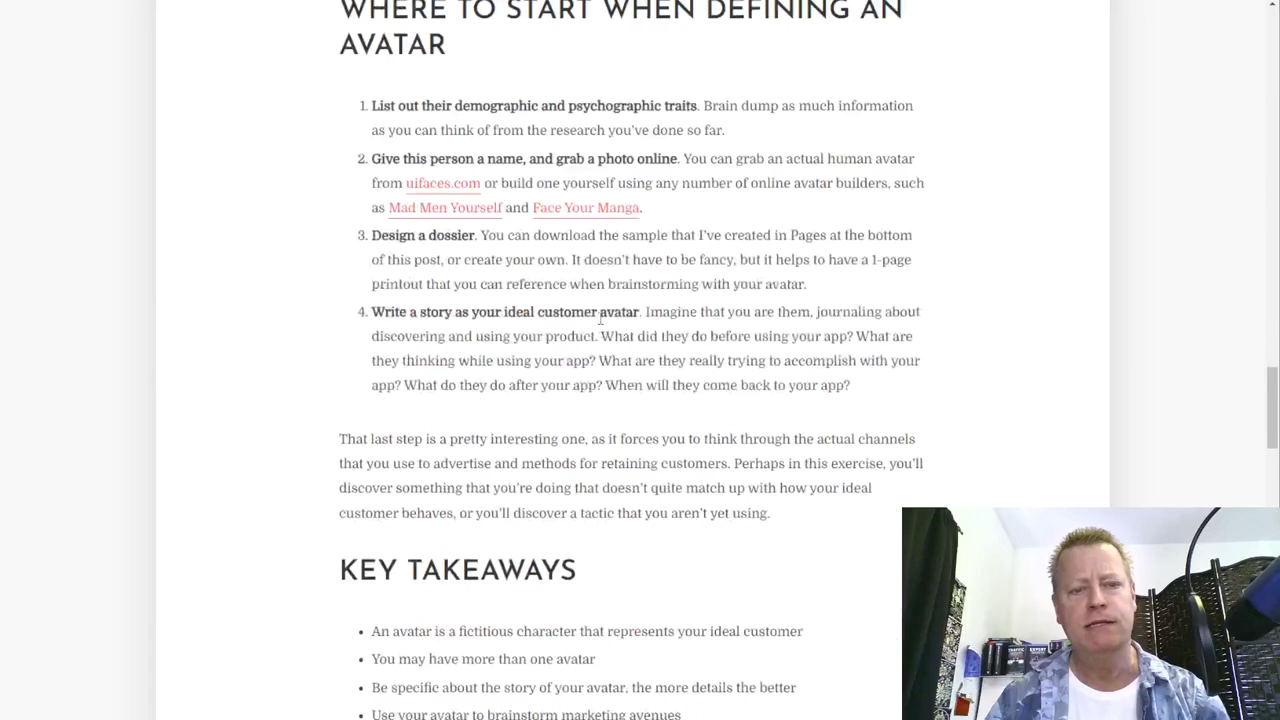 WHERE TO START WHEN DEFINING AN
AVATAR
1. List out their demographic and psychographic traits. Brain dump as much information
as you can think of from the research you've done so far.
2. Give this person a name, and grab a photo online. You can grab an actual human avatar
from uifaces.com or build one yourself using any number of online avatar builders, such
as Mad Men Yourself and Face Your Manga.
3. Design a dossier. You can download the sample that I've created in Pages at the bottom
of this post, or create your own. It doesn't have to be fancy, but it helps to have a 1-page
printout that you can reference when brainstorming with your avatar.
4. Write a story as your ideal customer avatar. Imagine that you are them, journaling about
discovering and using your product. What did they do before using your app? What are
they thinking while using your app? What are they really trying to accomplish with your
app? What do they do after your app? When will they come back to your app?
That last step is a pretty interesting one, as it forces you to think through the actual channels
that you use to advertise and methods for retaining customers. Perhaps in this exercise, you'll
discover something that you're doing that doesn't quite match up with how your ideal
customer behaves, or you'll discover a tactic that you aren't yet using.
KEY TAKEAWAYS
• An avatar is a fictitious character that represents your ideal customer
• You may have more than one avatar
• Be specific about the story of your avatar, the more details the better
• Use your avatar to brainstorm marketing avenues
TRAFFIC
EXPERT